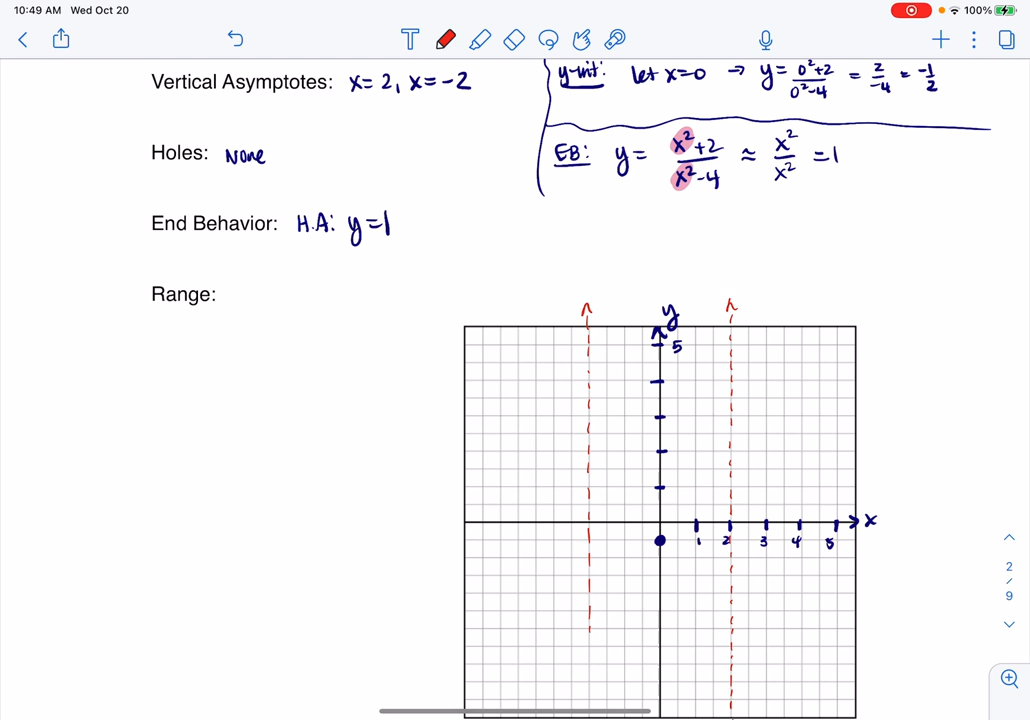 10:49 AM Wed Oct 20
100%
Vertical Asymptotes: x=2, x=-2
y-int: let x=0 → y = (0²+2)/(0²-4) = 2/-4 = -1/2
Holes: None
EB: y = (x²+2)/(x²-4) ≈ x²/x² = 1
End Behavior: H.A: y=1
Range:
y
5
x
1 2 3 4 5
2
/
9